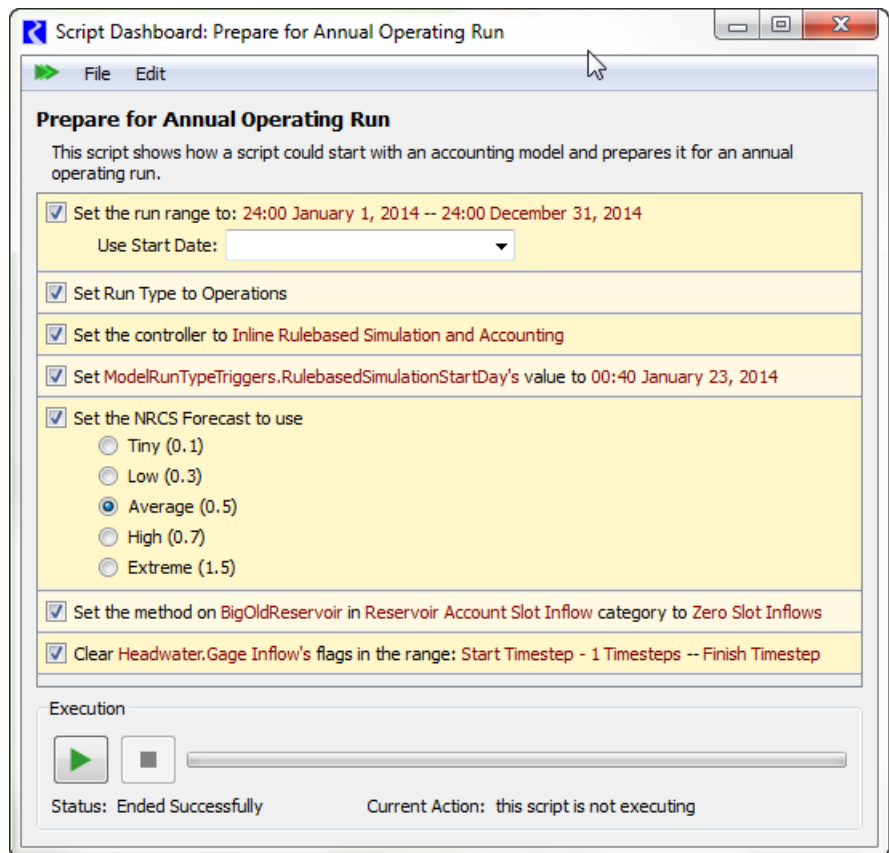 Script Dashboard: Prepare for Annual Operating Run
File Edit
Prepare for Annual Operating Run
This script shows how a script could start with an accounting model and prepares it for an annual
operating run.
Set the run range to: 24:00 January 1, 2014 -- 24:00 December 31, 2014
Use Start Date:
Set Run Type to Operations
Set the controller to Inline Rulebased Simulation and Accounting
Set ModelRunTypeTriggers.RulebasedSimulationStartDay's value to 00:40 January 23, 2014
Set the NRCS Forecast to use
Tiny (0.1)
Low (0.3)
Average (0.5)
High (0.7)
Extreme (1.5)
Set the method on BigOldReservoir in Reservoir Account Slot Inflow category to Zero Slot Inflows
Clear Headwater.Gage Inflow's flags in the range: Start Timestep - 1 Timesteps -- Finish Timestep
Execution
Status: Ended Successfully Current Action: this script is not executing